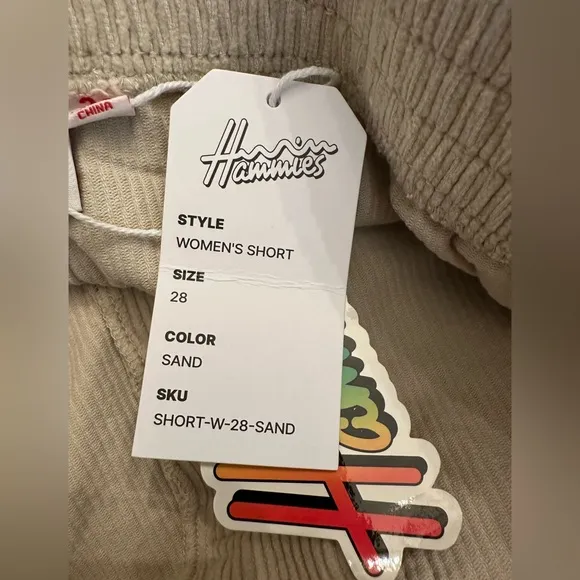 CHINA
Hammies
STYLE
WOMEN'S SHORT
SIZE
28
COLOR
SAND
SKU
SHORT-W-28-SAND